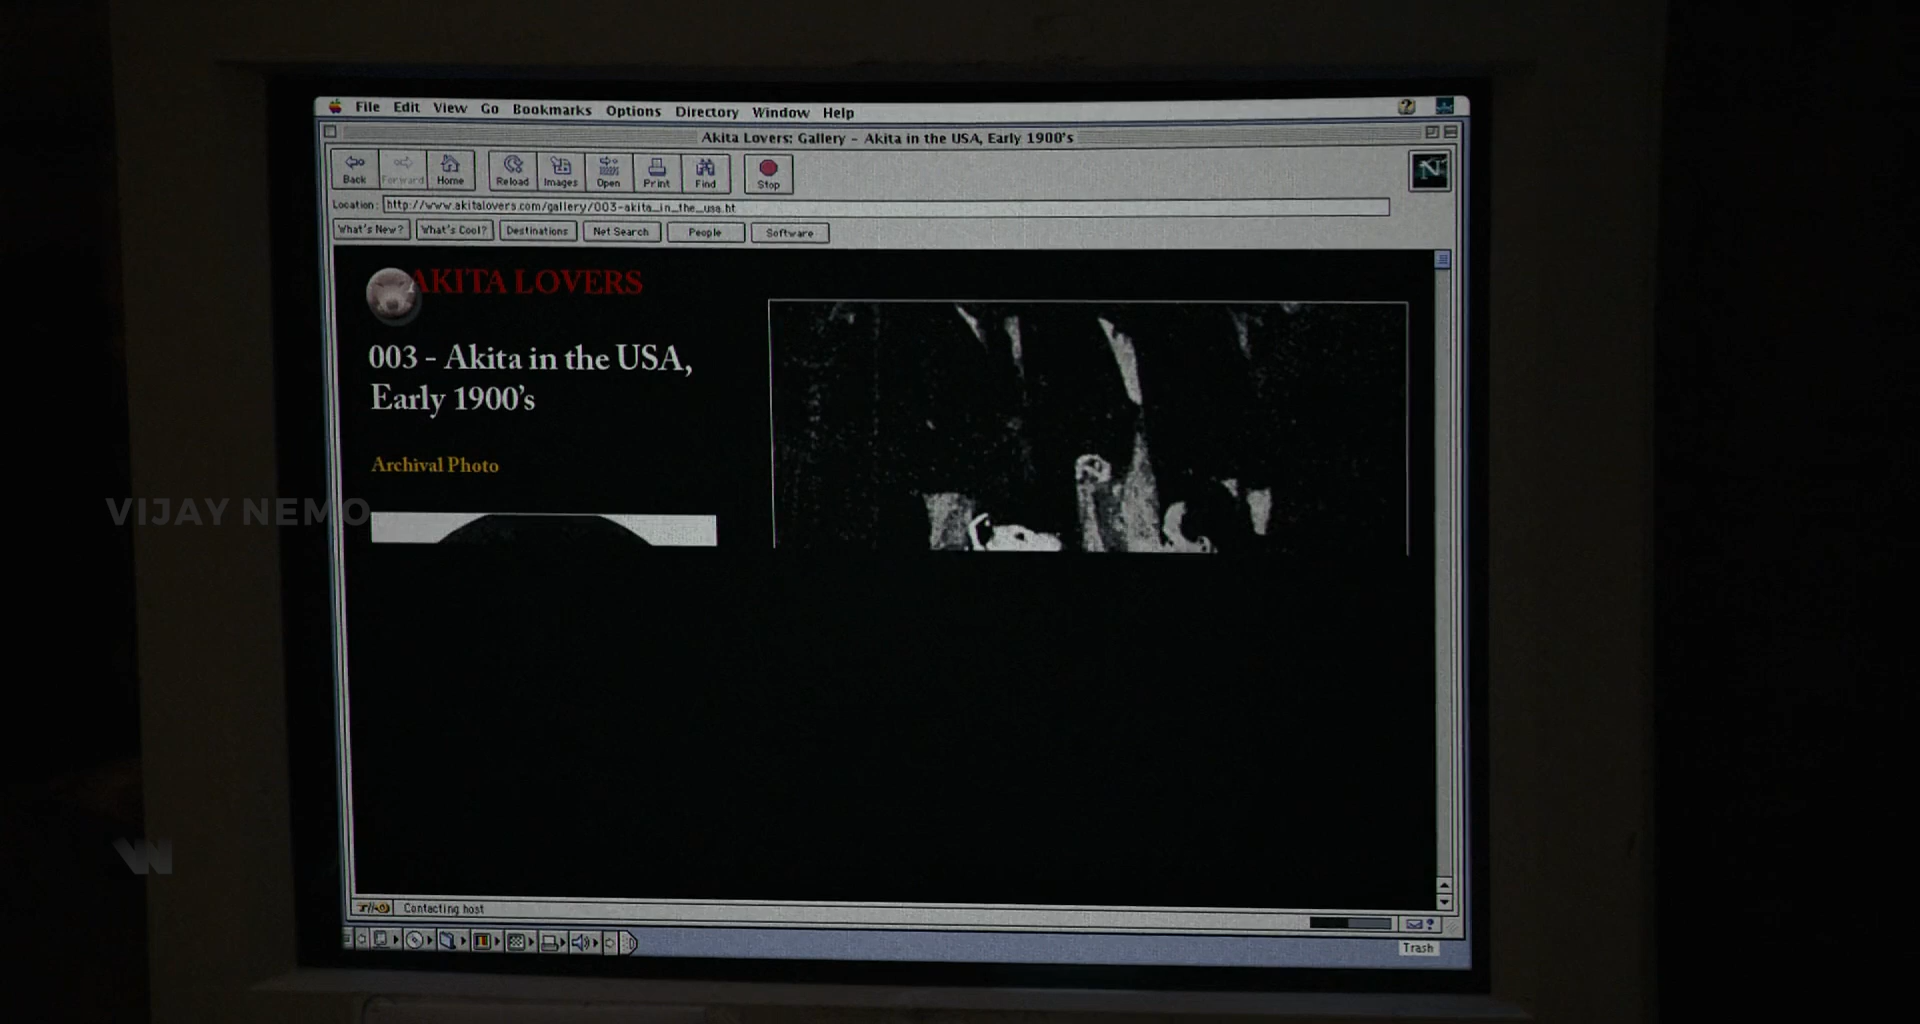 File Edit View Go Bookmarks Options Directory Window Help
Akita Lovers: Gallery - Akita in the USA, Early 1900's
Back Forward Home Reload Images Open Print Find Stop
N
Location: http://www.akitalovers.com/gallery/003-akita_in_the_usa.ht
What's New? What's Cool? Destinations Net Search People Software
AKITA LOVERS
003 - Akita in the USA,
Early 1900's
Archival Photo
VIJAY NEMO
Contacting host
Trash